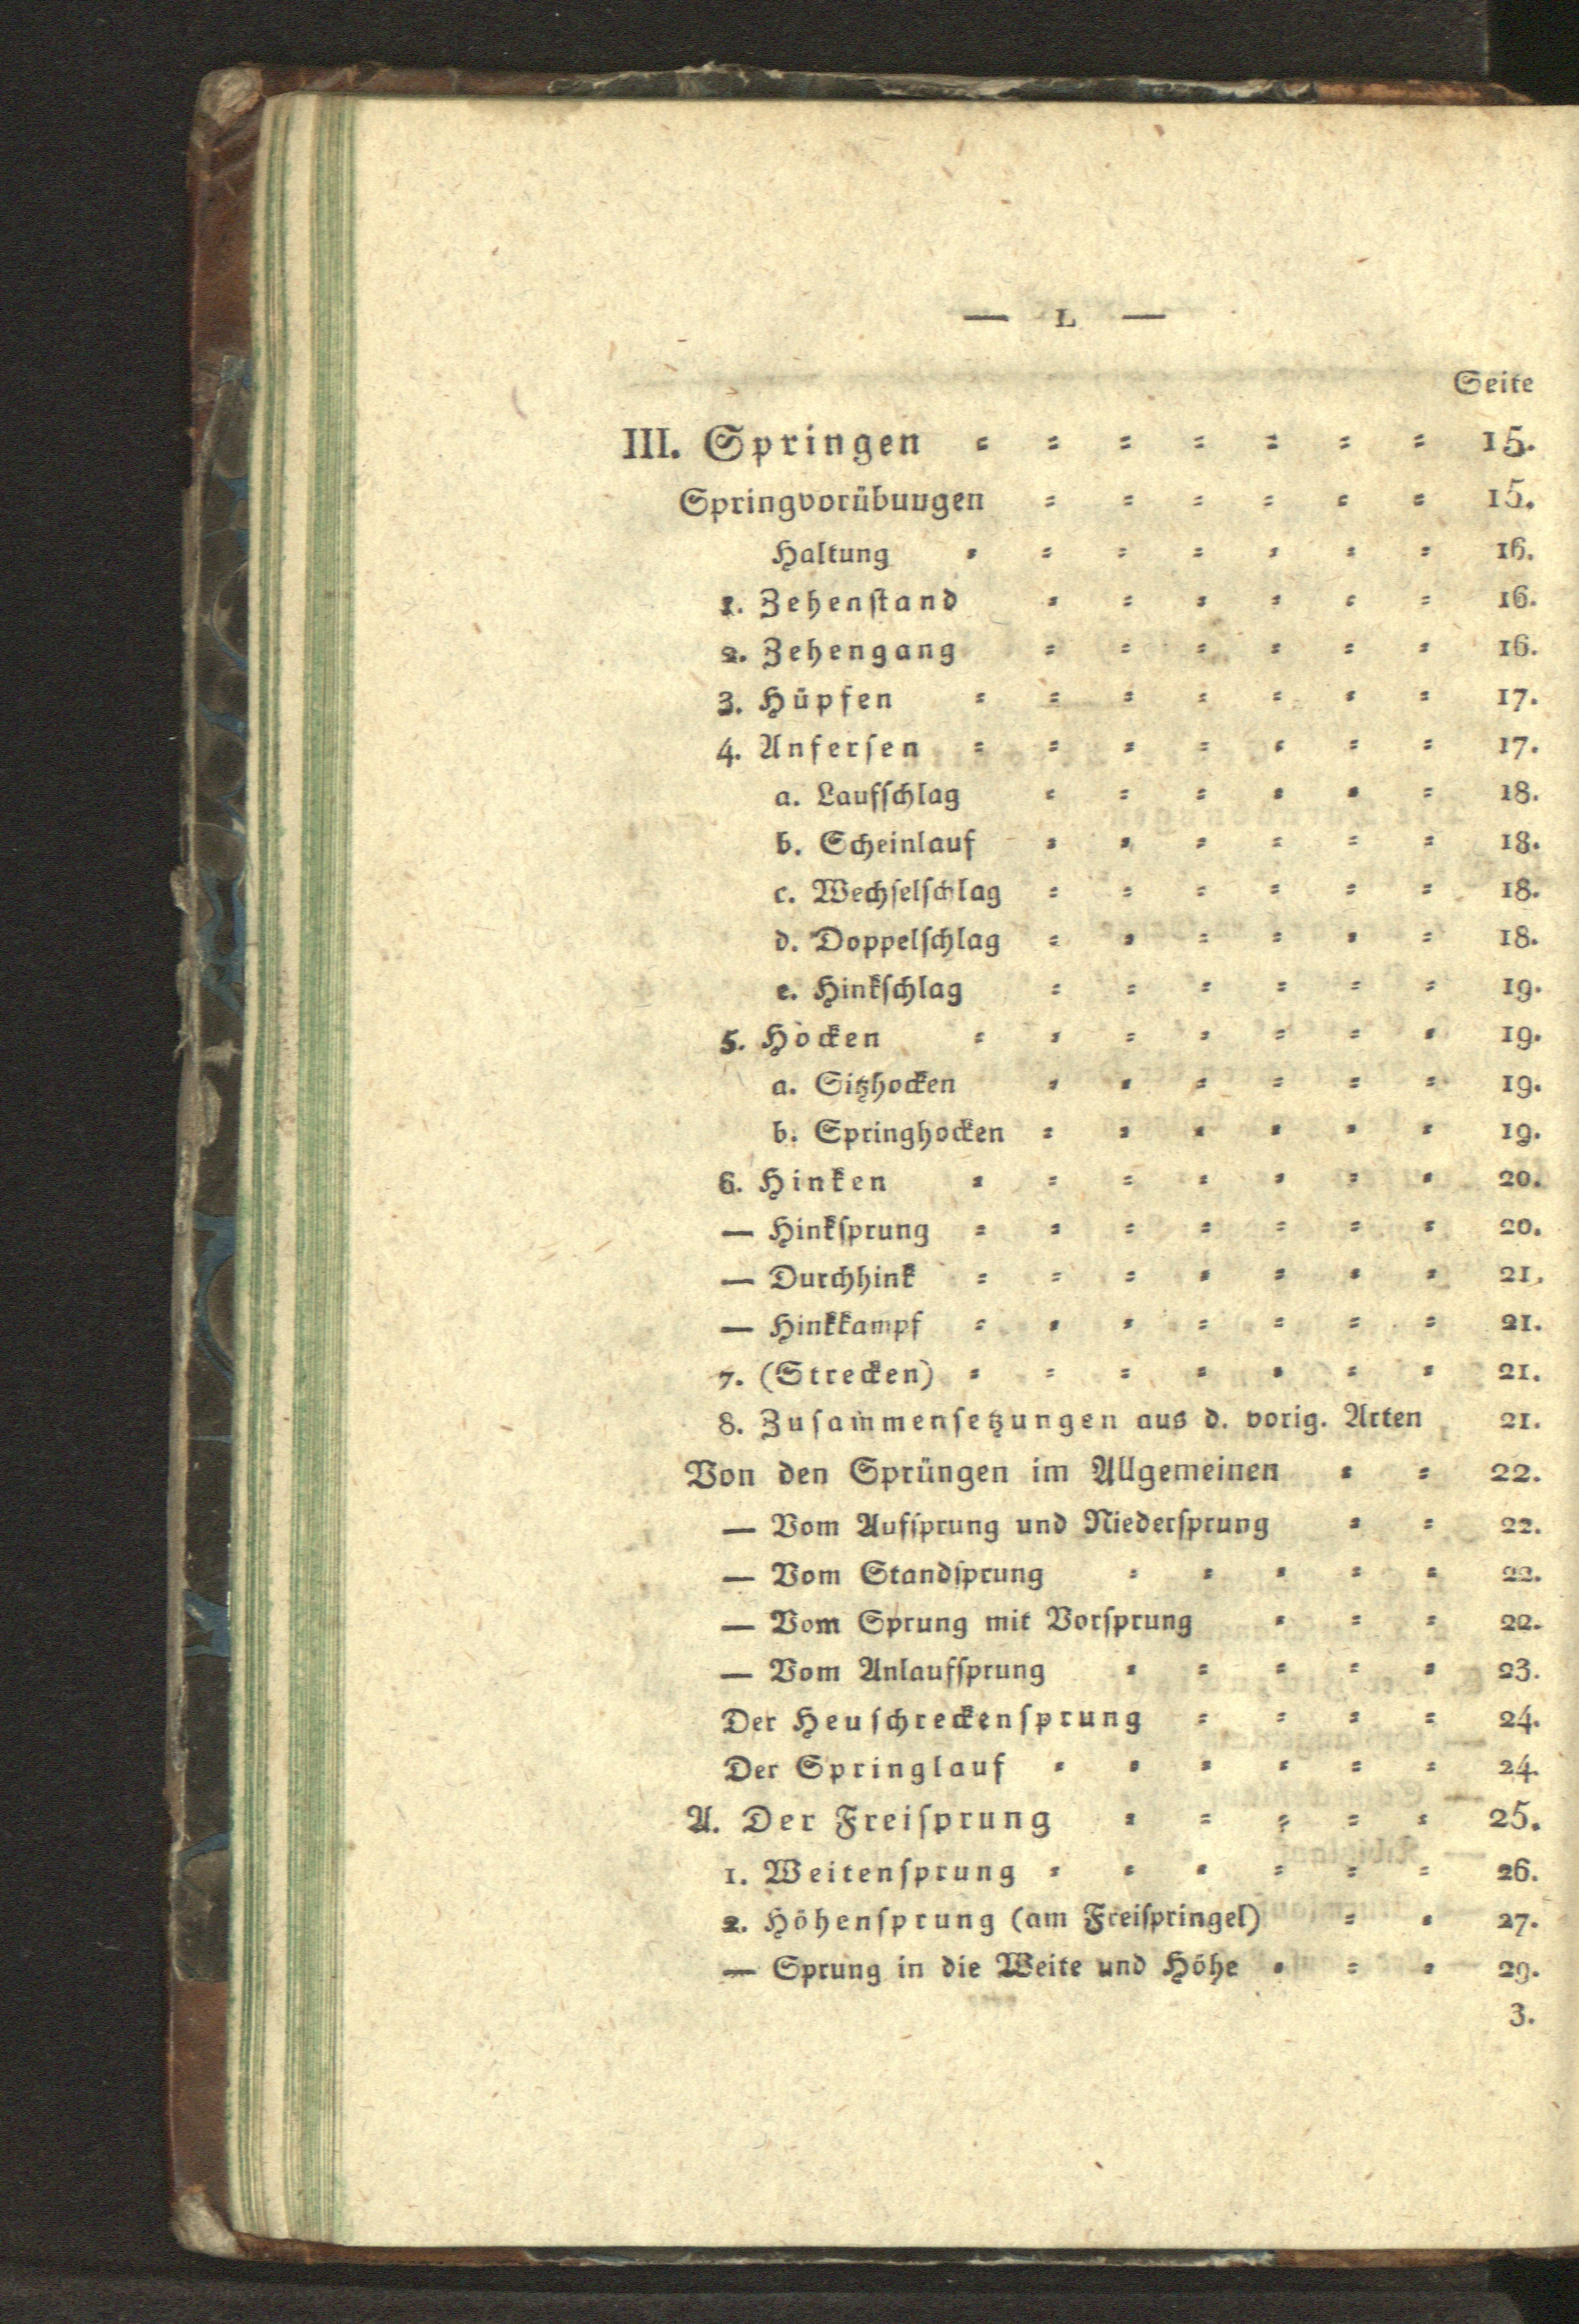 — L —
Seite
III. Springen = = = = = = = 15.
Springvorübungen = = = = = = 15.
Haltung = = = = = = = 16.
1. Zehenſtand = = = = = = 16.
2. Zehengang = = = = = = 16.
3. Hüpfen = = = = = = = 17.
4. Anferſen = = = = = = = 17.
a. Laufſchlag = = = = = = 18.
b. Scheinlauf = = = = = = 18.
c. Wechſelſchlag = = = = = = 18.
d. Doppelſchlag = = = = = = 18.
e. Hinkſchlag = = = = = = 19.
5. Hocken = = = = = = = 19.
a. Sitzhocken = = = = = = 19.
b. Springhocken = = = = = = 19.
6. Hinken = = = = = = = 20.
— Hinkſprung = = = = = = = 20.
— Durchhink = = = = = = = 21.
— Hinkkampf = = = = = = = 21.
7. (Strecken) = = = = = = = 21.
8. Zuſammenſetzungen aus d. vorig. Arten 21.
Von den Sprüngen im Allgemeinen = = 22.
— Vom Aufſprung und Niederſprung = = 22.
— Vom Standſprung = = = = = 22.
— Vom Sprung mit Vorſprung = = = 22.
— Vom Anlaufſprung = = = = = 23.
Der Heuſchreckenſprung = = = = 24.
Der Springlauf = = = = = = 24.
A. Der Freiſprung = = = = = 25.
1. Weitenſprung = = = = = = 26.
2. Höhenſprung (am Freiſpringel) = = 27.
— Sprung in die Weite und Höhe = = = 29.
3.